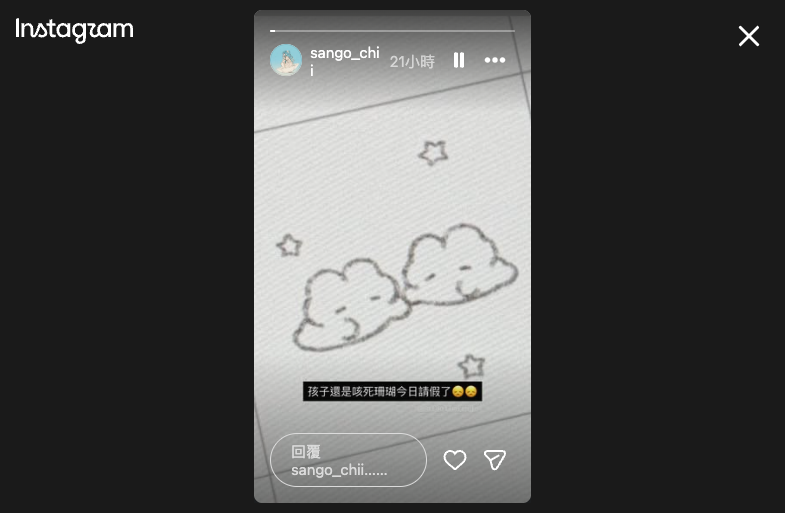 Instagram
sango_chi
i
21小時
孩子還是咳死珊瑚今日請假了😞😞
回覆
sango_chii......